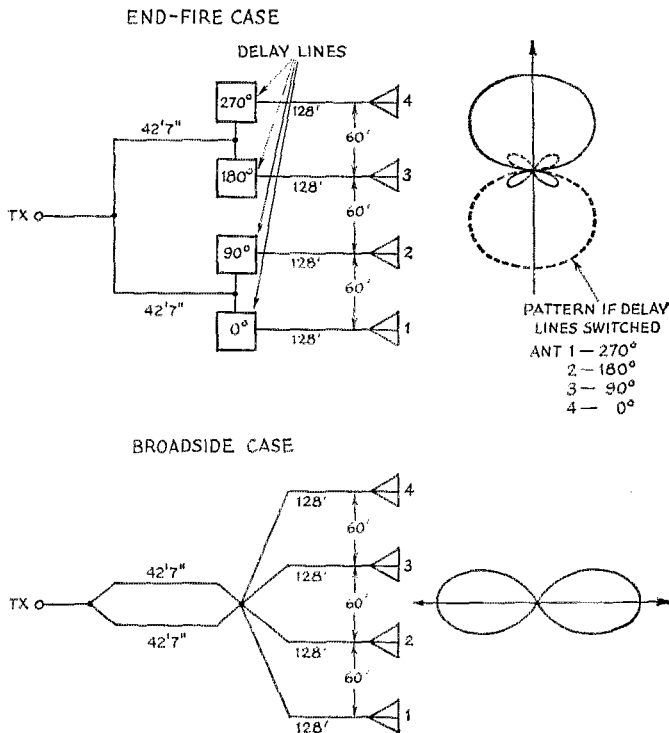 END-FIRE CASE
DELAY LINES
270°
128'
4
42'7"
60'
180°
128'
3
TX
60'
90°
128'
2
42'7"
60'
0°
128'
1
PATTERN IF DELAY
LINES SWITCHED
ANT 1 — 270°
2 — 180°
3 — 90°
4 — 0°
BROADSIDE CASE
128'
4
60'
42'7"
128'
3
TX
60'
42'7"
128'
2
60'
128'
1